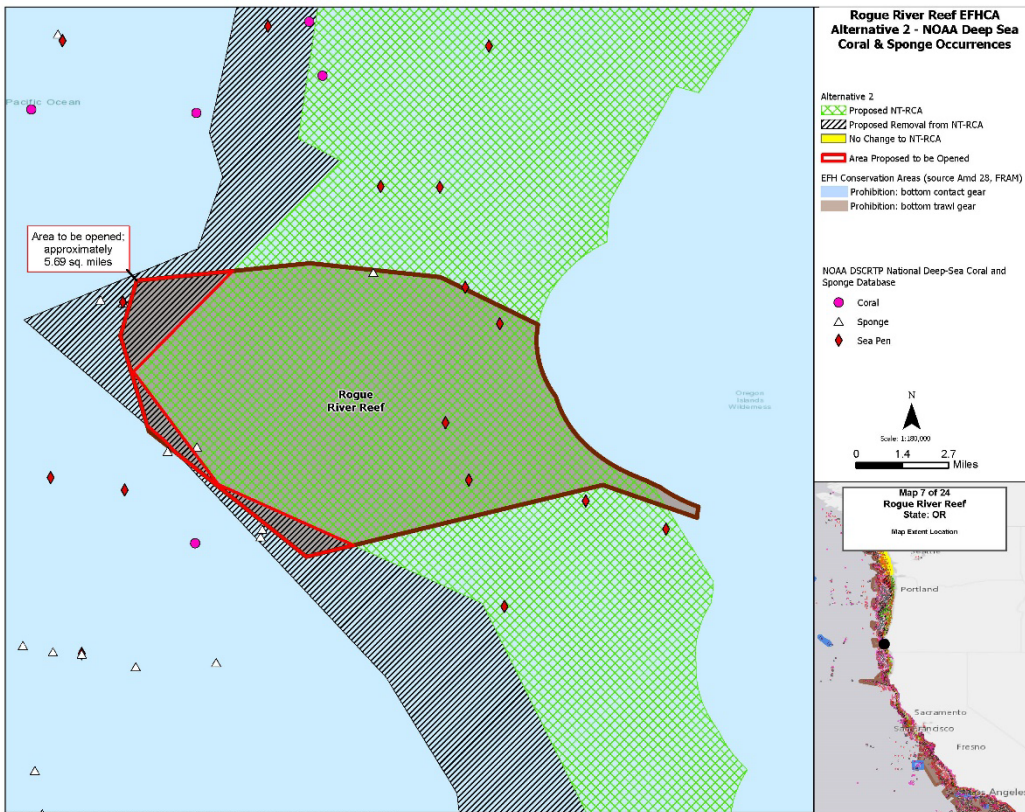 Pacific Ocean
Area to be opened;
approximately
5.69 sq. miles
Rogue
River Reef
Oregon
Islands
Wilderness
Rogue River Reef EFHCA
Alternative 2 - NOAA Deep Sea
Coral & Sponge Occurrences
Alternative 2
Proposed NT-RCA
Proposed Removal from NT-RCA
No Change to NT-RCA
Area Proposed to be Opened
EFH Conservation Areas (source Amd 28, FRAM)
Prohibition: bottom contact gear
Prohibition: bottom trawl gear
NOAA DSCRTP National Deep-Sea Coral and
Sponge Database
Coral
Sponge
Sea Pen
N
Scale: 1:180,000
0 1.4 2.7
Miles
Map 7 of 24
Rogue River Reef
State: OR
Map Extent Location
Portland
Sacramento
San Francisco
Fresno
Los Angeles